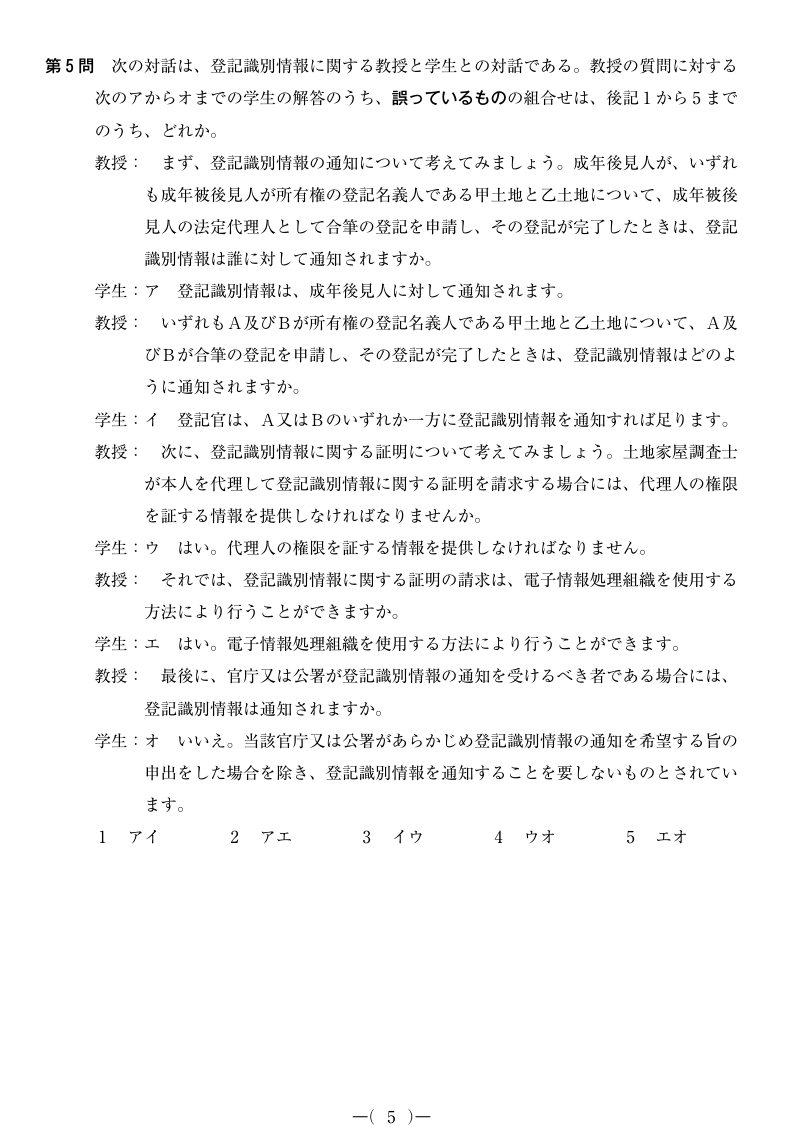 第5問　次の対話は、登記識別情報に関する教授と学生との対話である。教授の質問に対する
次のアからオまでの学生の解答のうち、誤っているものの組合せは、後記1から5まで
のうち、どれか。
教授：　まず、登記識別情報の通知について考えてみましょう。成年後見人が、いずれ
も成年被後見人が所有権の登記名義人である甲土地と乙土地について、成年被後
見人の法定代理人として合筆の登記を申請し、その登記が完了したときは、登記
識別情報は誰に対して通知されますか。
学生：ア　登記識別情報は、成年後見人に対して通知されます。
教授：　いずれもA及びBが所有権の登記名義人である甲土地と乙土地について、A及
びBが合筆の登記を申請し、その登記が完了したときは、登記識別情報はどのよ
うに通知されますか。
学生：イ　登記官は、A又はBのいずれか一方に登記識別情報を通知すれば足ります。
教授：　次に、登記識別情報に関する証明について考えてみましょう。土地家屋調査士
が本人を代理して登記識別情報に関する証明を請求する場合には、代理人の権限
を証する情報を提供しなければなりませんか。
学生：ウ　はい。代理人の権限を証する情報を提供しなければなりません。
教授：　それでは、登記識別情報に関する証明の請求は、電子情報処理組織を使用する
方法により行うことができますか。
学生：エ　はい。電子情報処理組織を使用する方法により行うことができます。
教授：　最後に、官庁又は公署が登記識別情報の通知を受けるべき者である場合には、
登記識別情報は通知されますか。
学生：オ　いいえ。当該官庁又は公署があらかじめ登記識別情報の通知を希望する旨の
申出をした場合を除き、登記識別情報を通知することを要しないものとされてい
ます。
1　アイ　　2　アエ　　3　イウ　　4　ウオ　　5　エオ
―( 5 )―